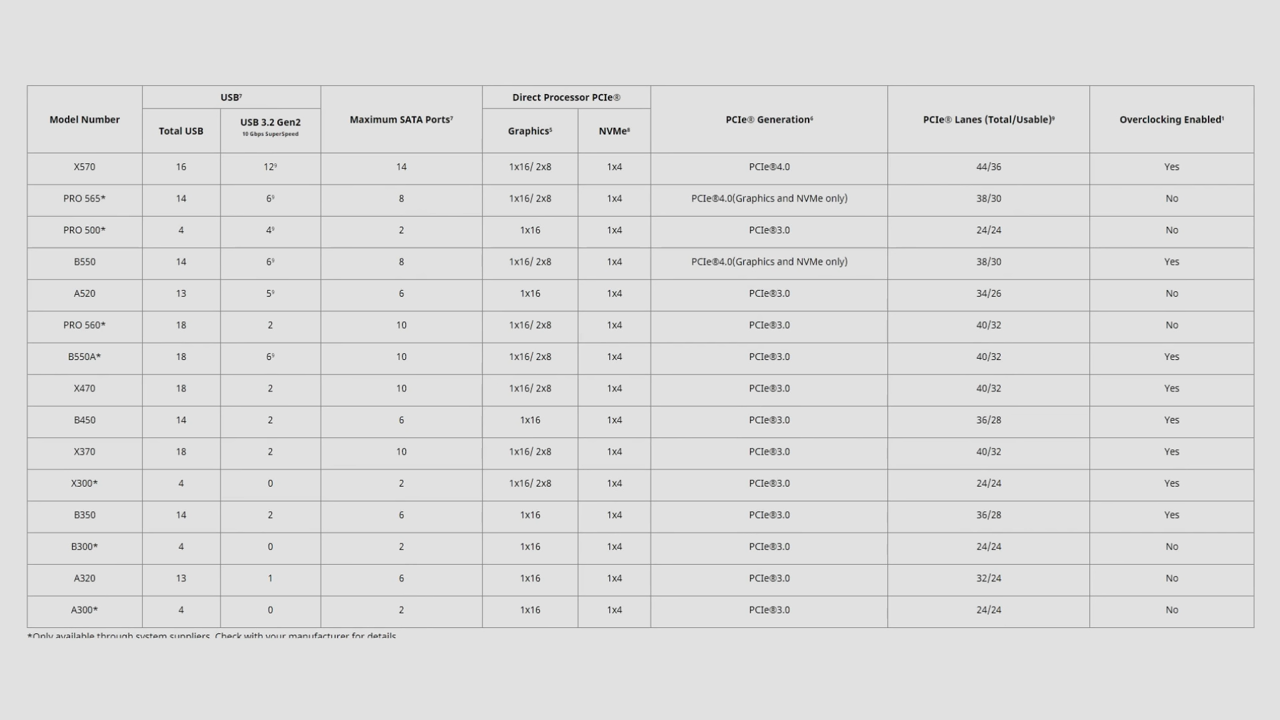 Model Number USB⁷ Maximum SATA Ports⁷ Direct Processor PCIe® PCIe® Generation⁶ PCIe® Lanes (Total/Usable)⁹ Overclocking Enabled¹
Total USB USB 3.2 Gen2 Graphics⁵ NVMe⁸
10 Gbps SuperSpeed
X570 16 12⁹ 14 1x16/ 2x8 1x4 PCIe®4.0 44/36 Yes
PRO 565* 14 6⁹ 8 1x16/ 2x8 1x4 PCIe®4.0(Graphics and NVMe only) 38/30 No
PRO 500* 4 4⁹ 2 1x16 1x4 PCIe®3.0 24/24 No
B550 14 6⁹ 8 1x16/ 2x8 1x4 PCIe®4.0(Graphics and NVMe only) 38/30 Yes
A520 13 5⁹ 6 1x16 1x4 PCIe®3.0 34/26 No
PRO 560* 18 2 10 1x16/ 2x8 1x4 PCIe®3.0 40/32 No
B550A* 18 6⁹ 10 1x16/ 2x8 1x4 PCIe®3.0 40/32 Yes
X470 18 2 10 1x16/ 2x8 1x4 PCIe®3.0 40/32 Yes
B450 14 2 6 1x16 1x4 PCIe®3.0 36/28 Yes
X370 18 2 10 1x16/ 2x8 1x4 PCIe®3.0 40/32 Yes
X300* 4 0 2 1x16/ 2x8 1x4 PCIe®3.0 24/24 Yes
B350 14 2 6 1x16 1x4 PCIe®3.0 36/28 Yes
B300* 4 0 2 1x16 1x4 PCIe®3.0 24/24 No
A320 13 1 6 1x16 1x4 PCIe®3.0 32/24 No
A300* 4 0 2 1x16 1x4 PCIe®3.0 24/24 No
*Only available through system suppliers. Check with your manufacturer for details